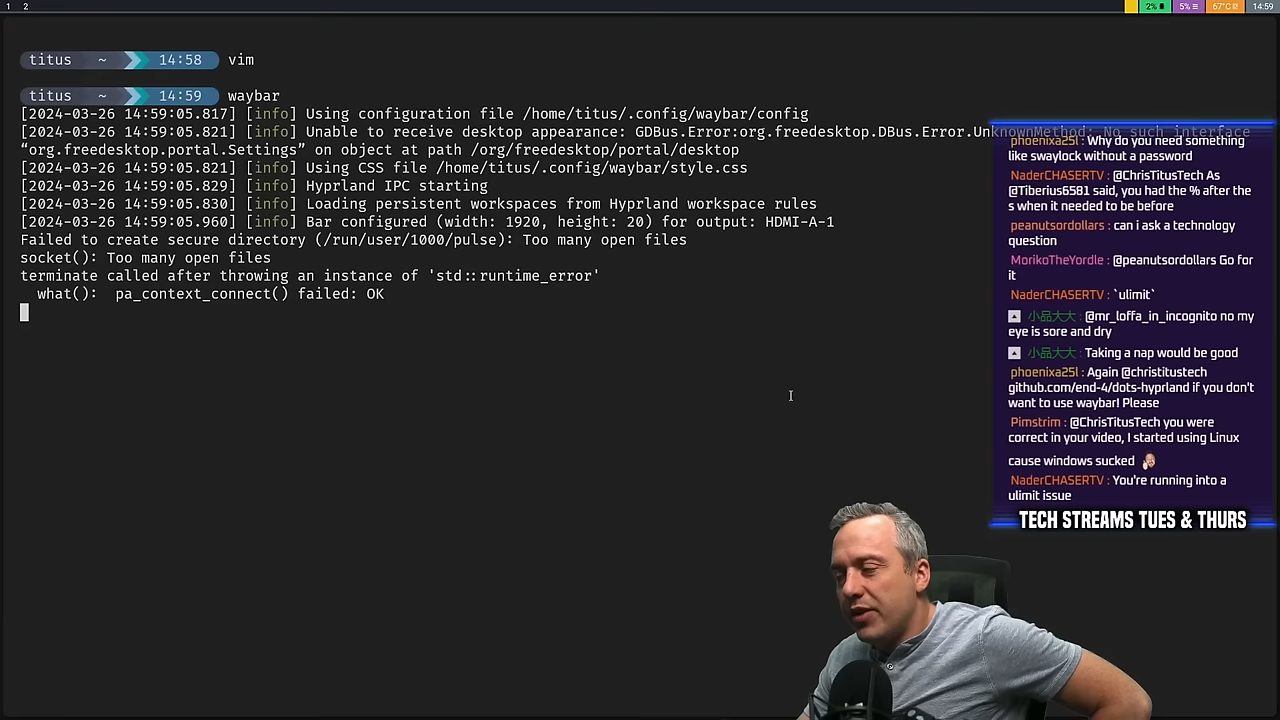 1 2
2%
5%
67°C
14:59
titus ~ 14:58 vim
titus ~ 14:59 waybar
[2024-03-26 14:59:05.817] [info] Using configuration file /home/titus/.config/waybar/config
[2024-03-26 14:59:05.821] [info] Unable to receive desktop appearance: GDBus.Error:org.freedesktop.DBus.Error.UnknownMethod: No such interface
“org.freedesktop.portal.Settings” on object at path /org/freedesktop/portal/desktop
[2024-03-26 14:59:05.821] [info] Using CSS file /home/titus/.config/waybar/style.css
[2024-03-26 14:59:05.829] [info] Hyprland IPC starting
[2024-03-26 14:59:05.830] [info] Loading persistent workspaces from Hyprland workspace rules
[2024-03-26 14:59:05.960] [info] Bar configured (width: 1920, height: 20) for output: HDMI-A-1
Failed to create secure directory (/run/user/1000/pulse): Too many open files
socket(): Too many open files
terminate called after throwing an instance of 'std::runtime_error'
what(): pa_context_connect() failed: OK
phoenixa25l : Why do you need something
like swaylock without a password
NaderCHASERTV : @ChrisTitusTech As
@Tiberius6581 said, you had the % after the
s when it needed to be before
peanutsordollars : can i ask a technology
question
MorikoTheYordle : @peanutsordollars Go for
it
NaderCHASERTV : `ulimit`
小品大大 : @mr_loffa_in_incognito no my
eye is sore and dry
小品大大 : Taking a nap would be good
phoenixa25l : Again @christitustech
github.com/end-4/dots-hyprland if you don't
want to use waybar! Please
Pimstrim : @ChrisTitusTech you were
correct in your video, I started using Linux
cause windows sucked
NaderCHASERTV : You're running into a
ulimit issue
TECH STREAMS TUES & THURS